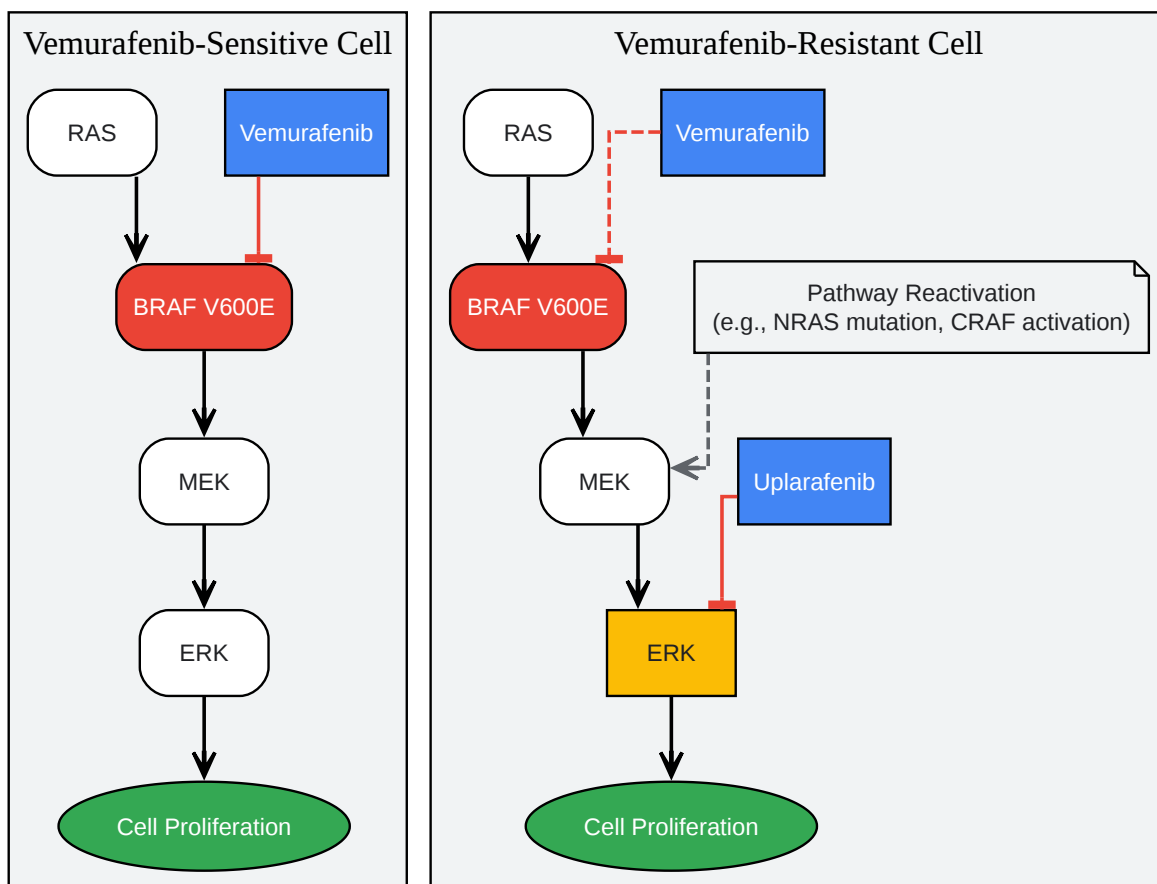 Vemurafenib-Sensitive Cell
RAS
Vemurafenib
BRAF V600E
MEK
ERK
Cell Proliferation
Vemurafenib-Resistant Cell
RAS
Vemurafenib
BRAF V600E
Pathway Reactivation
(e.g., NRAS mutation, CRAF activation)
MEK
Uplarafenib
ERK
Cell Proliferation